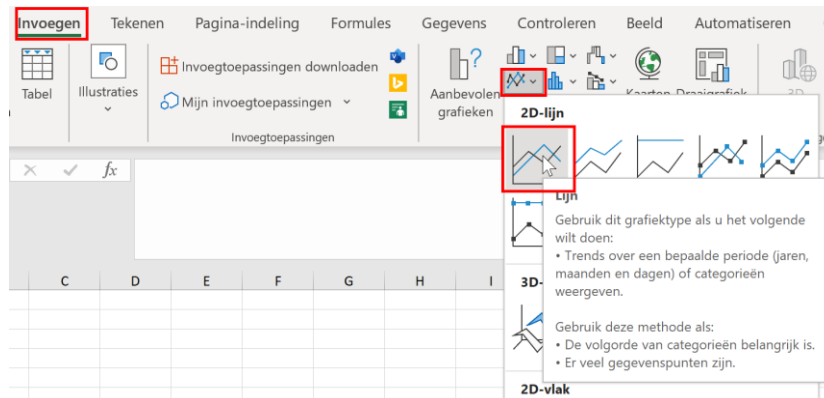 Invoegen Tekenen Pagina-indeling Formules Gegevens Controleren Beeld Automatiseren
Tabel
Illustraties
Invoegtoepassingen downloaden
Mijn invoegtoepassingen
Invoegtoepassingen
Aanbevolen
grafieken
Kaarten Draaigrafiek
3D-
2D-lijn
fx
Lijn
Gebruik dit grafiektype als u het volgende
wilt doen:
• Trends over een bepaalde periode (jaren,
maanden en dagen) of categorieën
weergeven.
Gebruik deze methode als:
• De volgorde van categorieën belangrijk is.
• Er veel gegevenspunten zijn.
C D E F G H I
3D-
2D-vlak